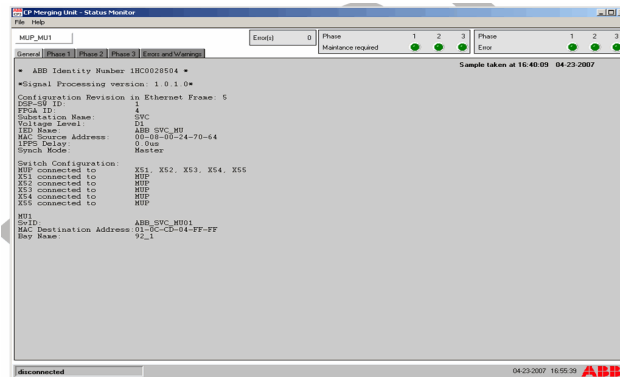 CP Merging Unit - Status Monitor
File Help
MUP_MU1
Error(s) 0
Phase 1 2 3
Maintance required
Phase 1 2 3
Error
General Phase 1 Phase 2 Phase 3 Errors and Warnings
Sample taken at 16:40:09 04-23-2007
* ABB Identity Number 1HC0028504 *
*Signal Processing version: 1.0.1.0*
Configuration Revision in Ethernet Frame: 5
DSP-SW ID: 1
FPGA ID: 4
Substation Name: SVC
Voltage Level: D1
IED Name: ABB SVC_MU
MAC Source Address: 00-08-00-24-70-64
1PPS Delay: 0.0us
Synch Mode: Master
Switch Configuration:
MUP connected to X51, X52, X53, X54, X55
X51 connected to MUP
X52 connected to MUP
X53 connected to MUP
X54 connected to MUP
X55 connected to MUP
MU1
SvID: ABB_SVC_MU01
MAC Destination Address:01-0C-CD-04-FF-FF
Bay Name: 92_1
disconnected
04-23-2007 16:55:39 ABB